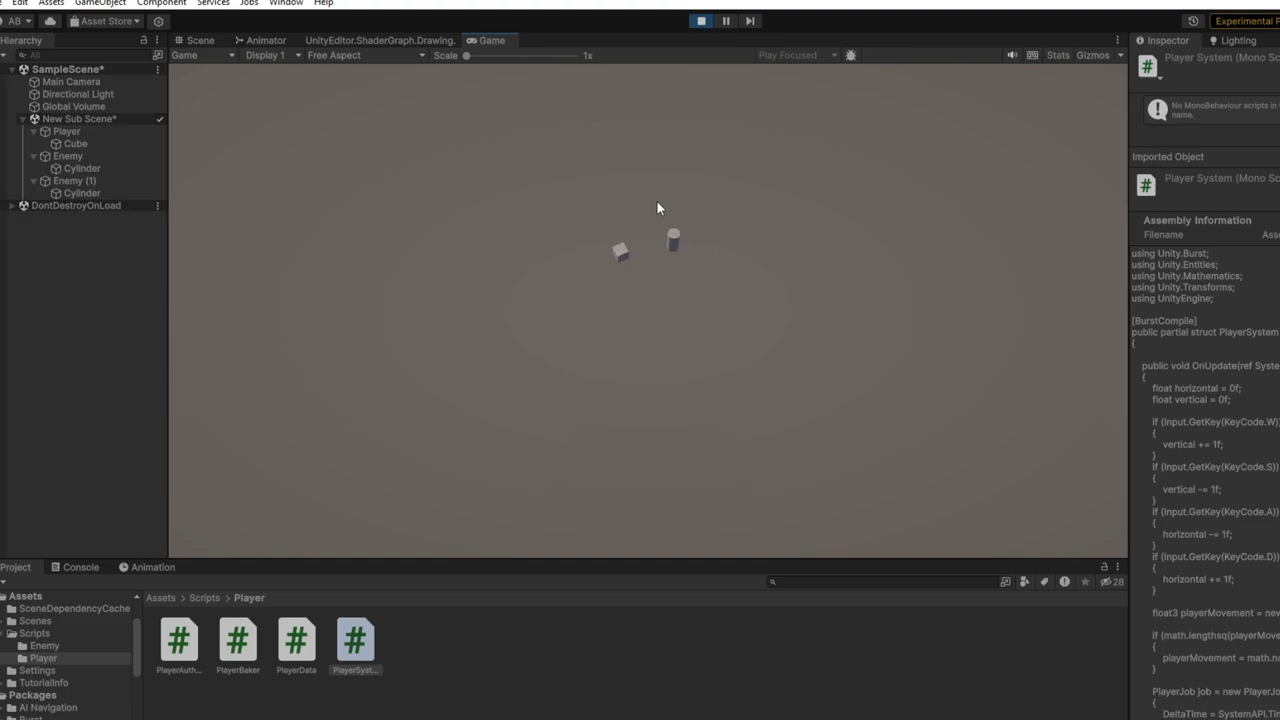 Edit Assets GameObject Component Services Jobs Window Help
AB Asset Store Experimental P
Hierarchy Scene Animator UnityEditor.ShaderGraph.Drawing. Game Inspector Lighting
All Game Display 1 Free Aspect Scale 1x Play Focused Stats Gizmos
Player System (Mono Sc
SampleScene*
Main Camera
Directional Light
Global Volume
New Sub Scene*
Player
Cube
Enemy
Cylinder
Enemy (1)
Cylinder
DontDestroyOnLoad
No MonoBehaviour scripts in t
name.
Imported Object
Player System (Mono Sc
Assembly Information
Filename Asse
using Unity.Burst;
using Unity.Entities;
using Unity.Mathematics;
using Unity.Transforms;
using UnityEngine;
[BurstCompile]
public partial struct PlayerSystem
{
public void OnUpdate(ref Syste
{
float horizontal = 0f;
float vertical = 0f;
if (Input.GetKey(KeyCode.W)
{
vertical += 1f;
}
if (Input.GetKey(KeyCode.S))
{
vertical -= 1f;
}
if (Input.GetKey(KeyCode.A))
{
horizontal -= 1f;
}
if (Input.GetKey(KeyCode.D))
{
horizontal += 1f;
}
float3 playerMovement = new
if (math.lengthsq(playerMove
{
playerMovement = math.no
}
PlayerJob job = new PlayerJo
{
DeltaTime = SystemAPI.Tim
Project Console Animation
28
Assets
SceneDependencyCache
Scenes
Scripts
Enemy
Player
Settings
TutorialInfo
Packages
AI Navigation
Burst
Assets > Scripts > Player
PlayerAuth... PlayerBaker PlayerData PlayerSyst...